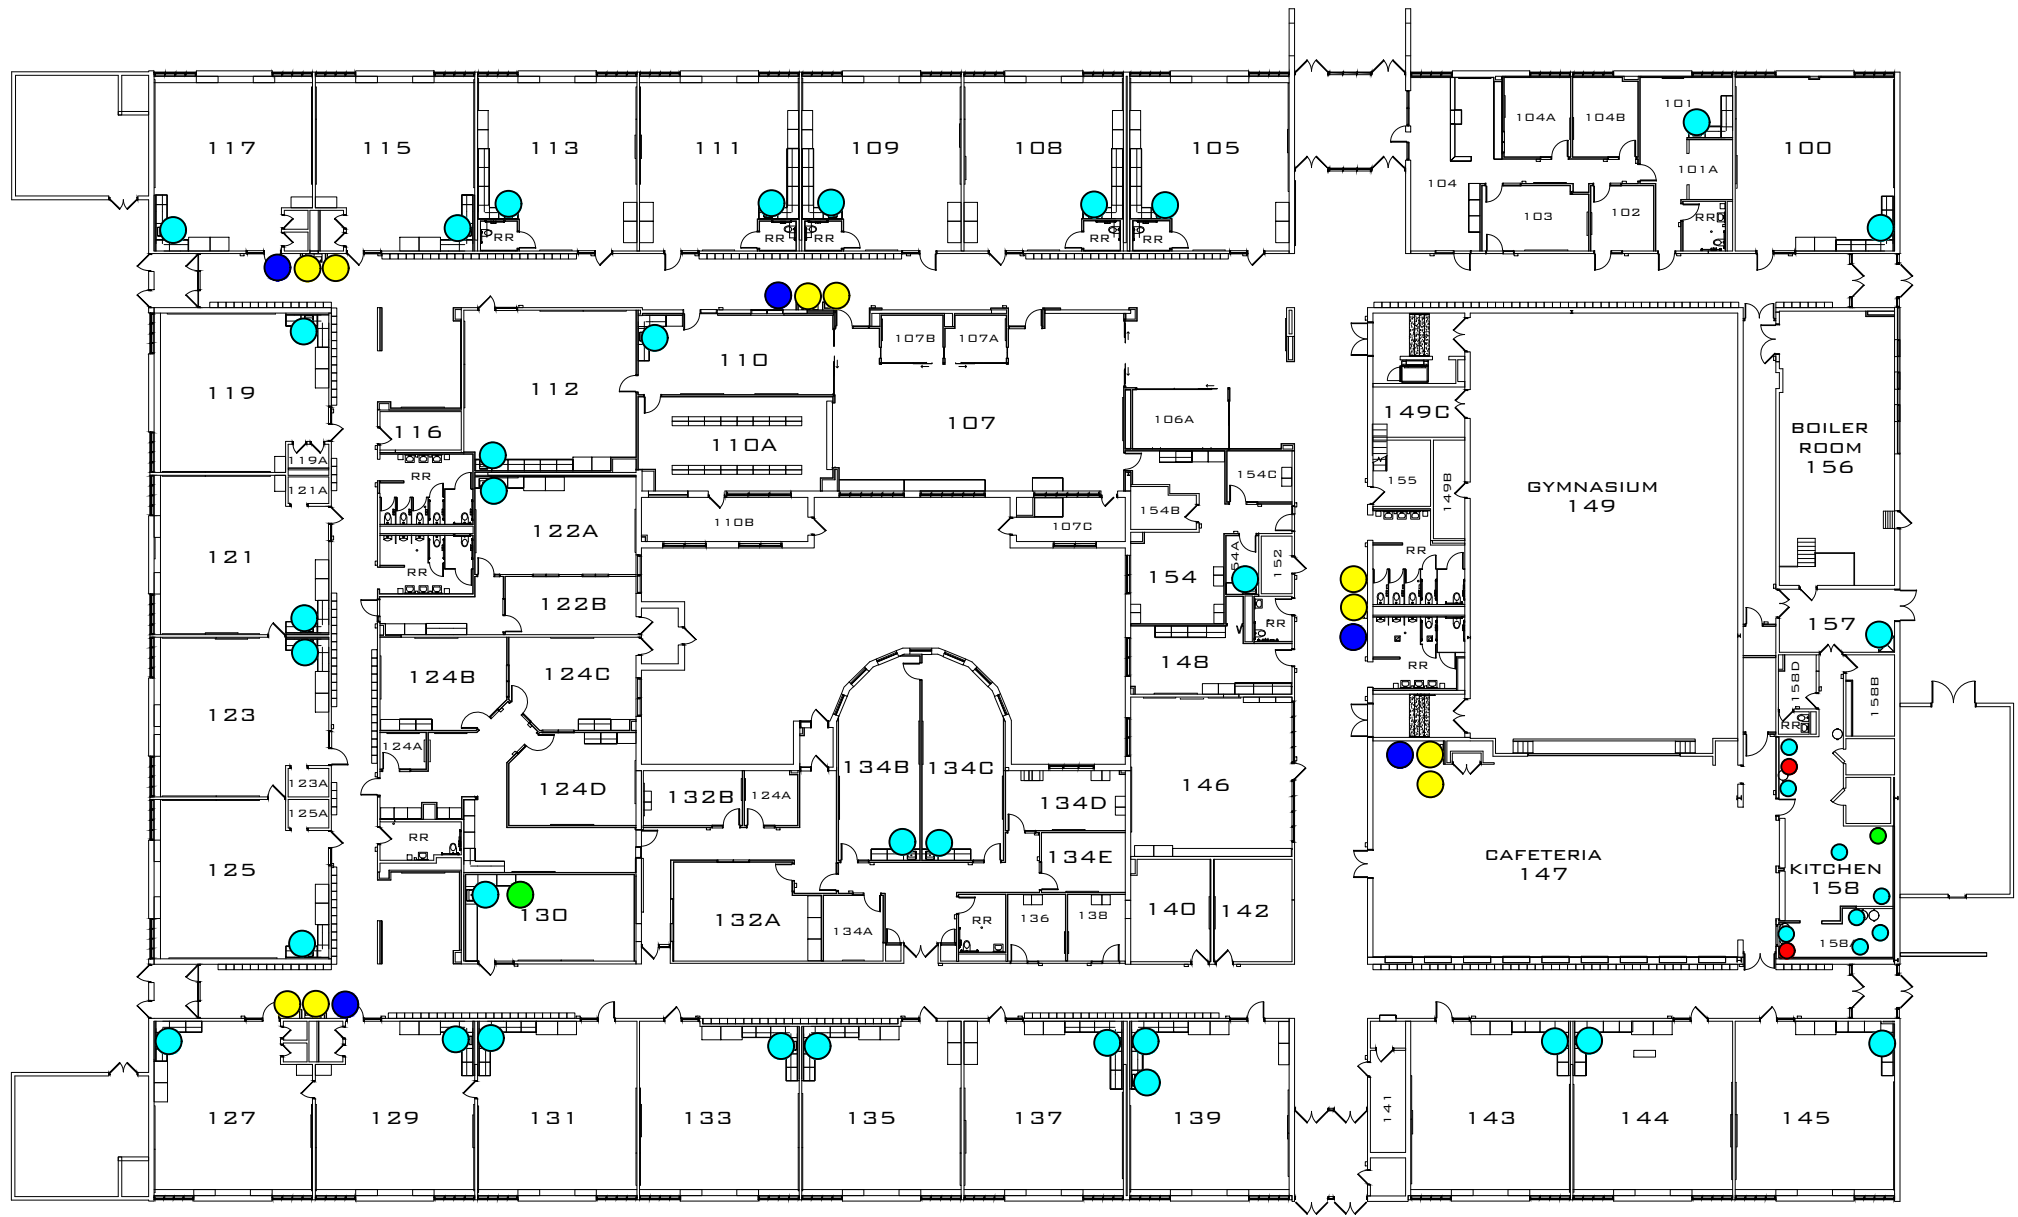 117
115
113
111
109
108
105
104A
104B
101
100
101A
104
103
102
RR
RR
RR
RR
RR
RR
107B
107A
110
119
112
106A
107
116
110A
149C
BOILER
ROOM
156
119A
RR
121A
154C
155
149B
GYMNASIUM
149
154B
110B
107C
122A
121
RR
154
154A
152
RR
122B
RR
157
148
RR
124B
124C
158D
158B
123
RR
124A
134B
134C
146
123A
124D
132B
124A
134D
125A
RR
134E
CAFETERIA
147
125
KITCHEN
158
130
132A
134A
RR
136
138
140
142
158A
127
129
131
133
135
137
139
141
143
144
145